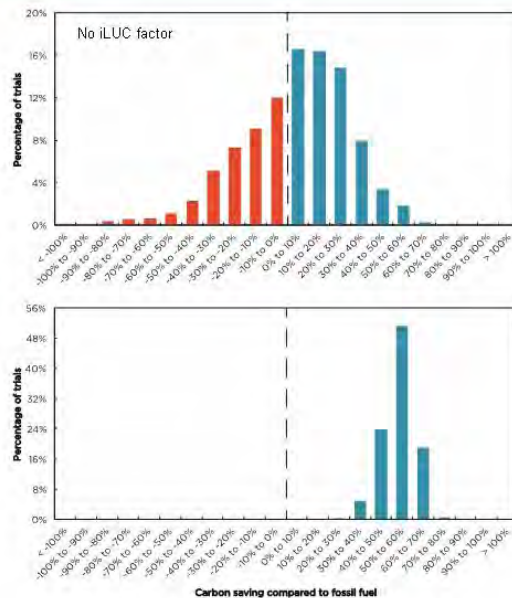 20%
No iLUC factor
16%
12%
8%
4%
0%
Percentage of trials
< -100%
-100% to -90%
-90% to -80%
-80% to -70%
-70% to -60%
-60% to -50%
-50% to -40%
-40% to -30%
-30% to -20%
-20% to -10%
-10% to 0%
0% to 10%
10% to 20%
20% to 30%
30% to 40%
40% to 50%
50% to 60%
60% to 70%
70% to 80%
80% to 90%
90% to 100%
> 100%
56%
48%
40%
32%
24%
16%
8%
0%
Percentage of trials
< -100%
-100% to -90%
-90% to -80%
-80% to -70%
-70% to -60%
-60% to -50%
-50% to -40%
-40% to -30%
-30% to -20%
-20% to -10%
-10% to 0%
0% to 10%
10% to 20%
20% to 30%
30% to 40%
40% to 50%
50% to 60%
60% to 70%
70% to 80%
80% to 90%
90% to 100%
> 100%
Carbon saving compared to fossil fuel